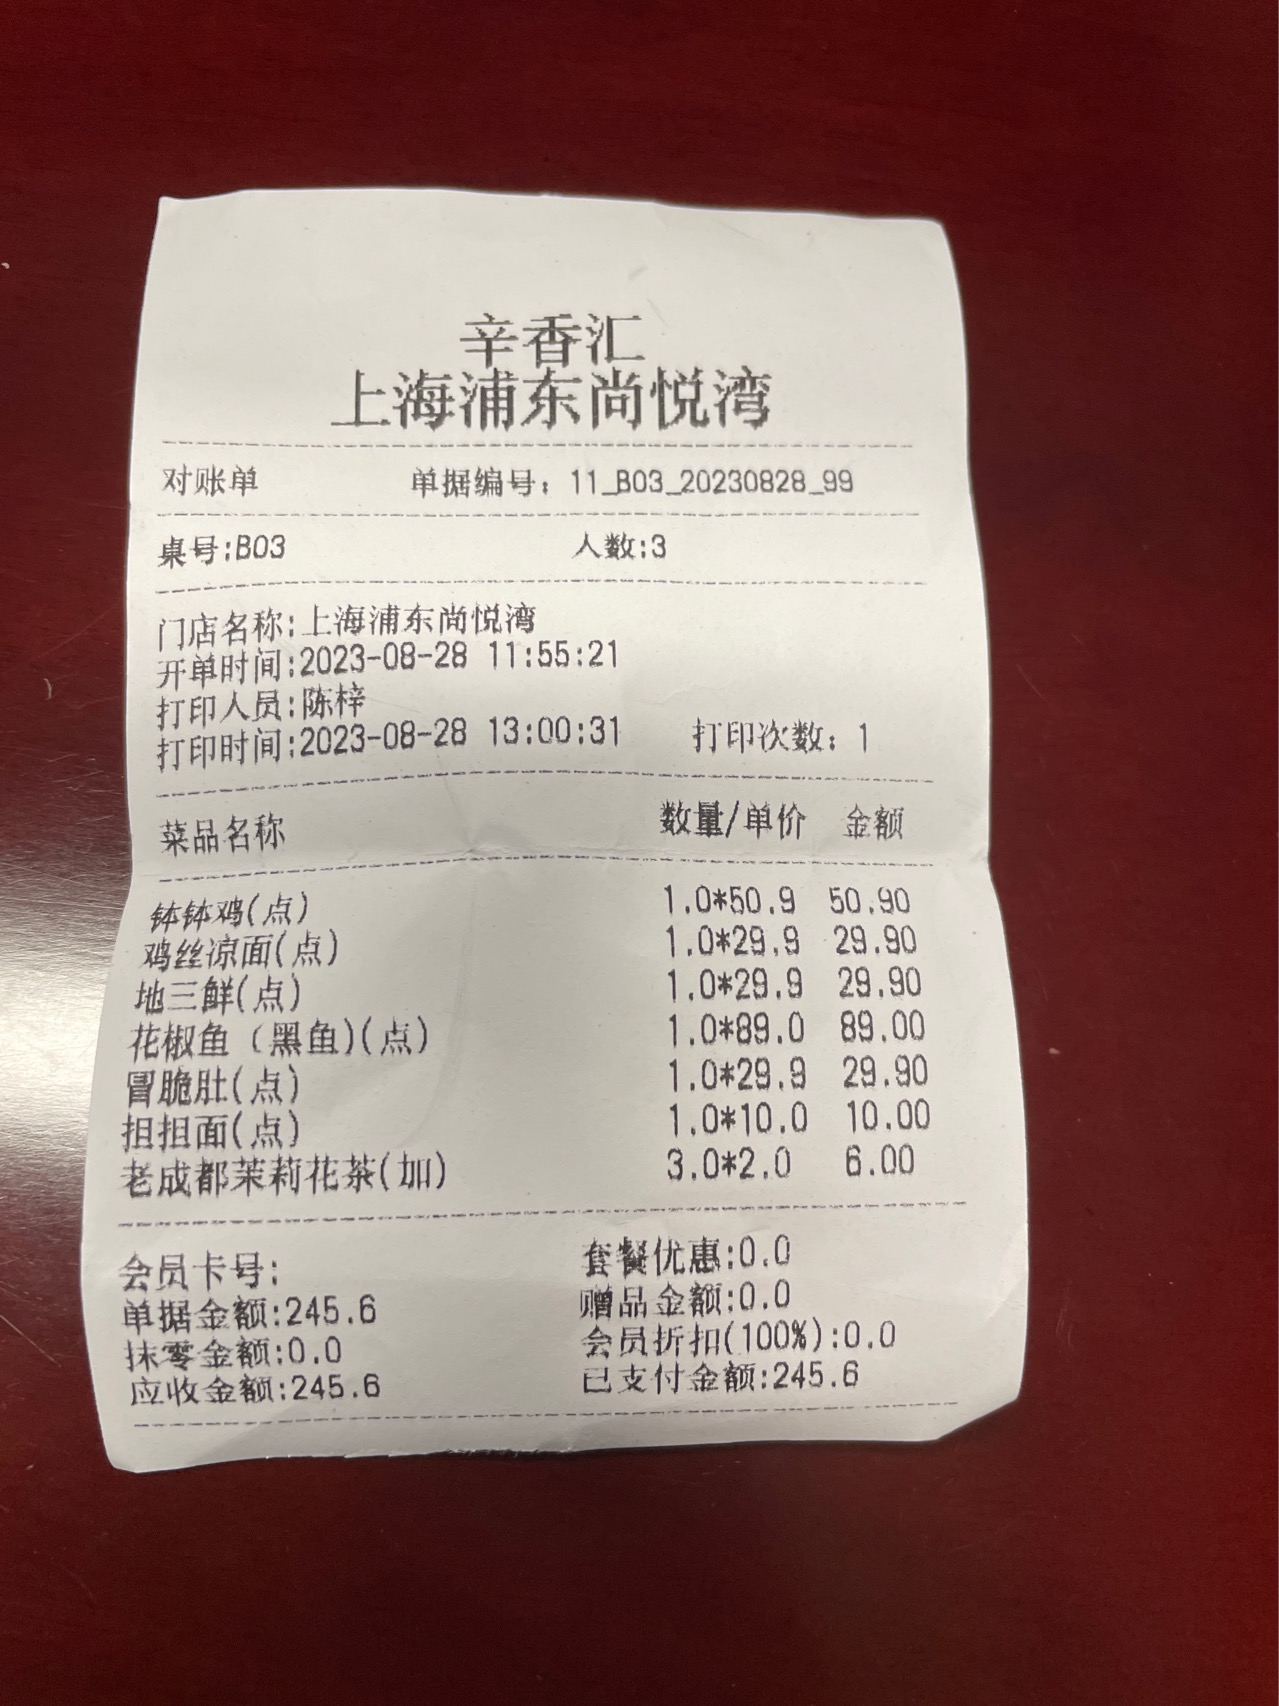 辛香汇
上海浦东尚悦湾
对账单 单据编号：11_B03_20230828_99
桌号:B03 人数:3
门店名称:上海浦东尚悦湾
开单时间:2023-08-28 11:55:21
打印人员:陈梓
打印时间:2023-08-28 13:00:31 打印次数：1
菜品名称 数量/单价 金额
钵钵鸡(点) 1.0*50.9 50.90
鸡丝凉面(点) 1.0*29.9 29.90
地三鲜(点) 1.0*29.9 29.90
花椒鱼（黑鱼)(点) 1.0*89.0 89.00
冒脆肚(点) 1.0*29.9 29.90
担担面(点) 1.0*10.0 10.00
老成都茉莉花茶(加) 3.0*2.0 6.00
会员卡号: 套餐优惠:0.0
单据金额:245.6 赠品金额:0.0
抹零金额:0.0 会员折扣(100%):0.0
应收金额:245.6 已支付金额:245.6